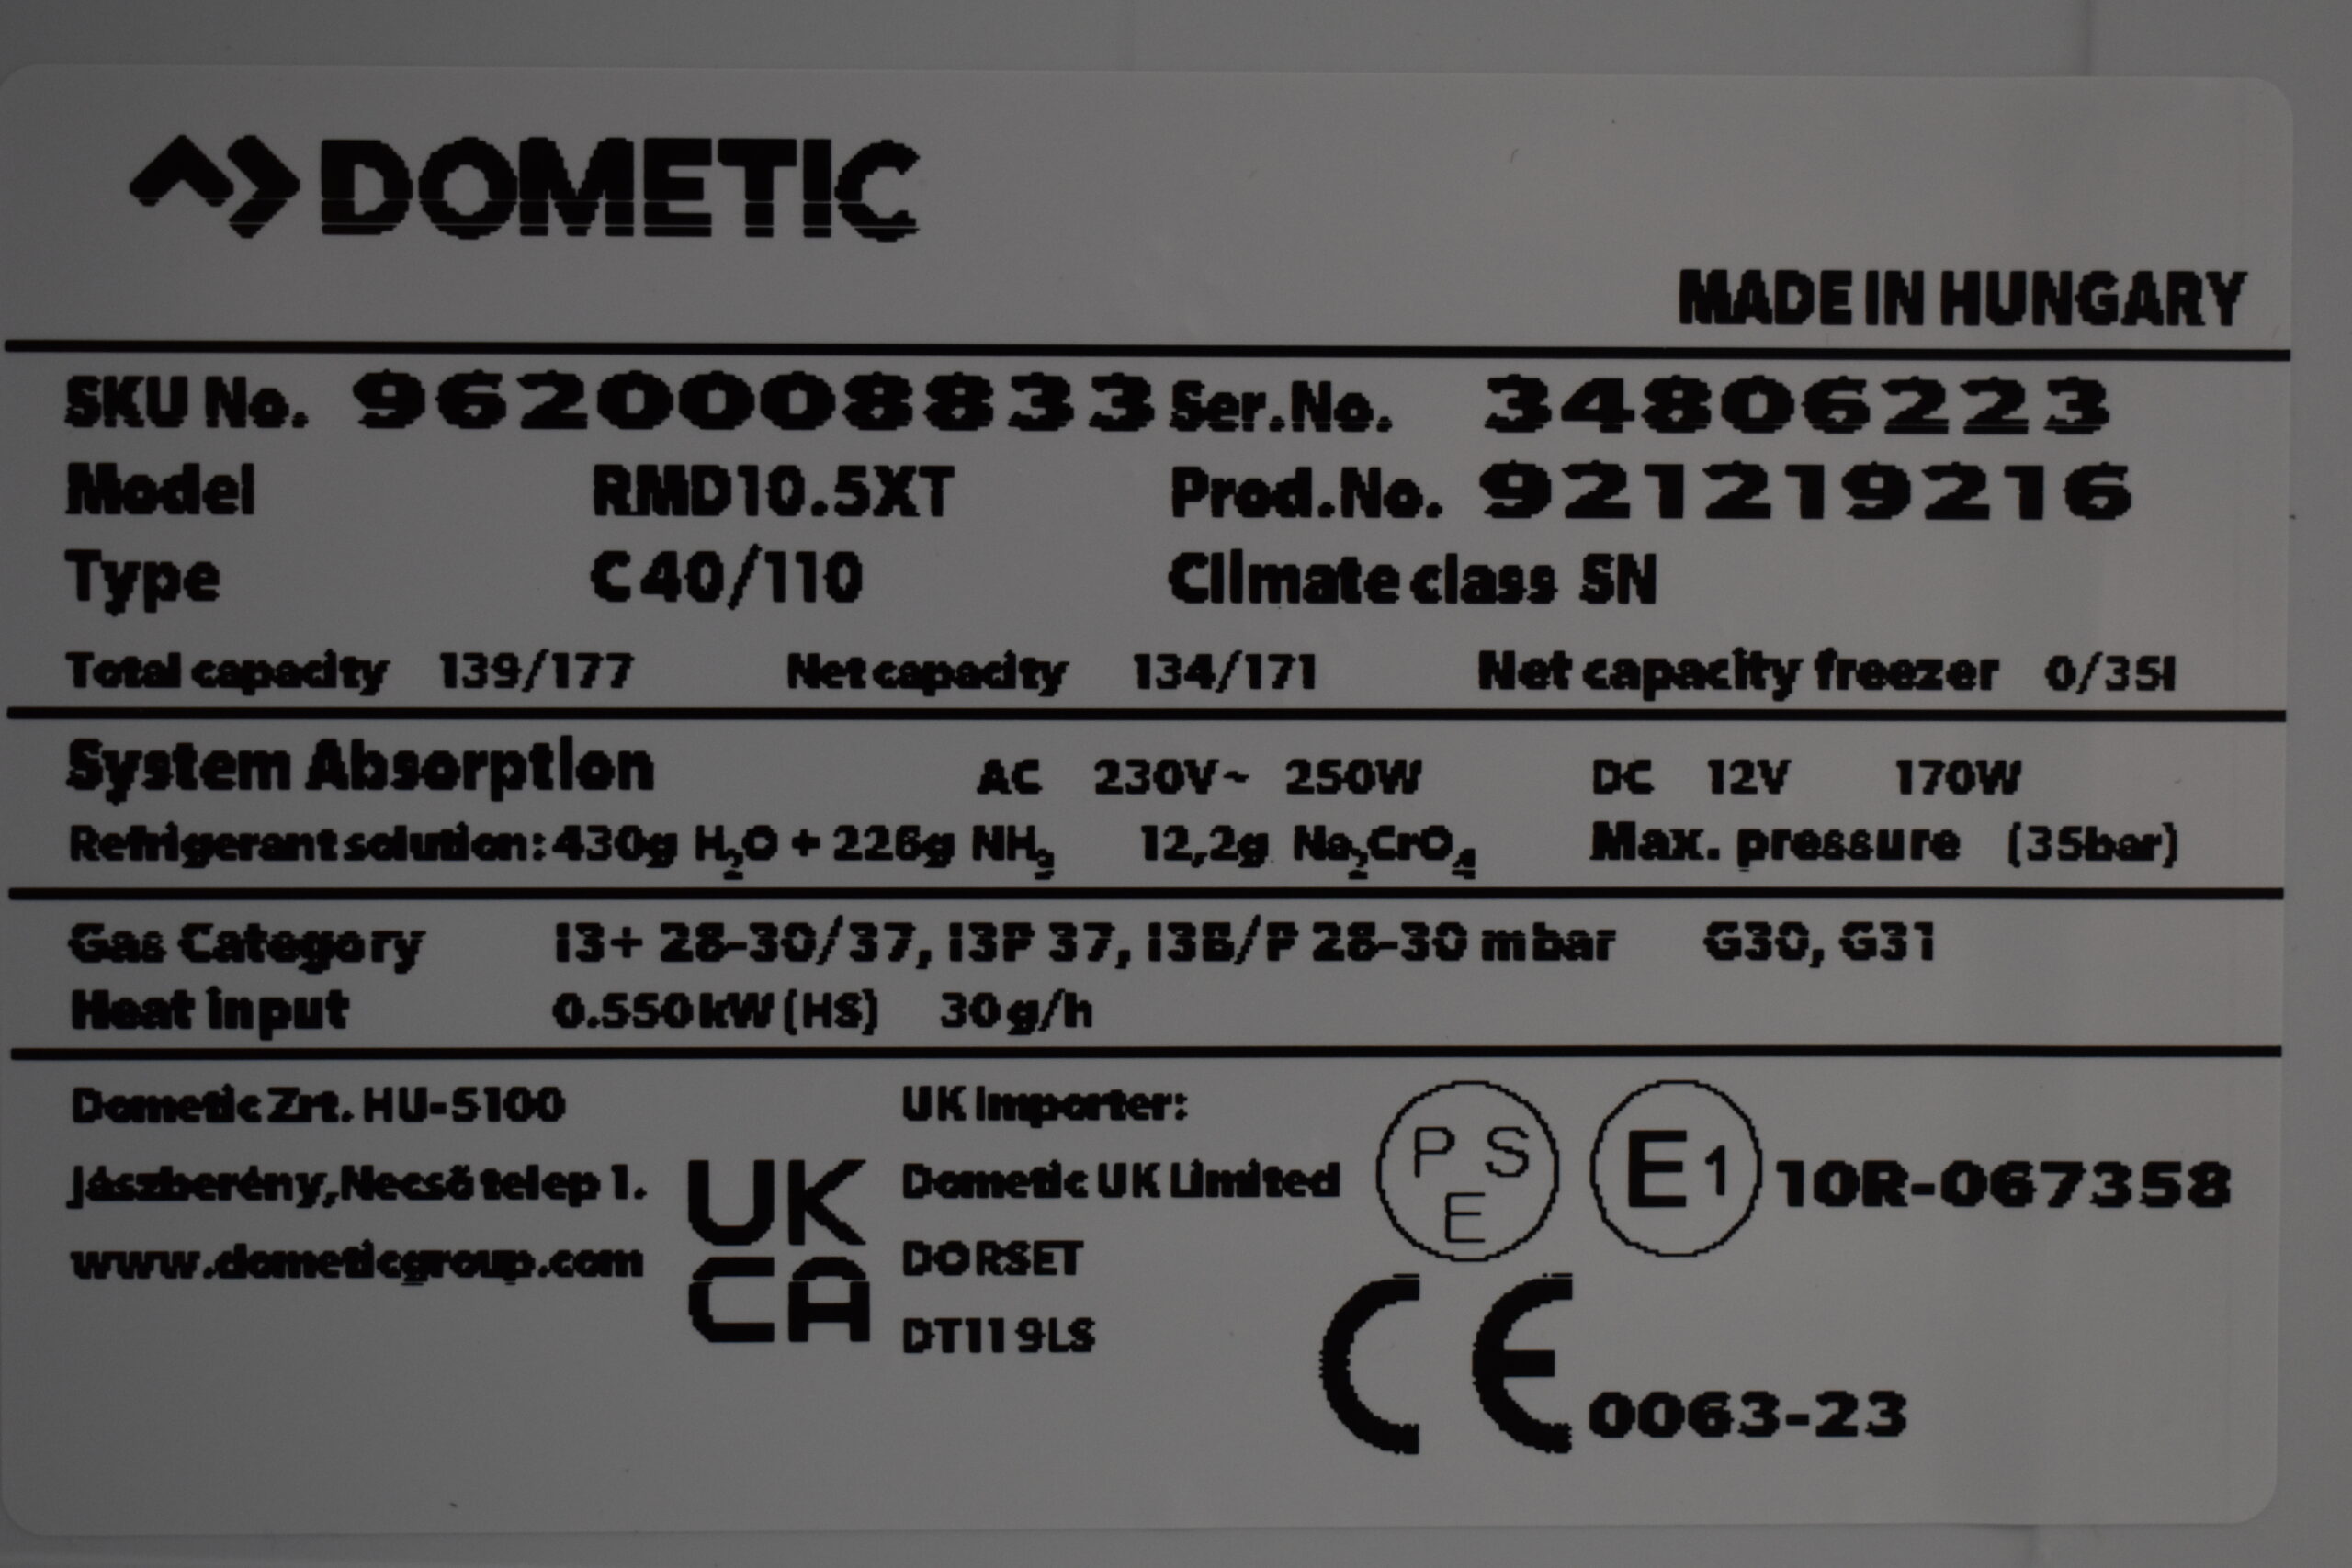 DOMETIC
MADE IN HUNGARY
SKU No. 9620008833 Ser.No. 34806223
Model RMD10.5XT Prod.No. 921219216
Type C40/110 Climate class SN
Total capacity 139/177 Net capacity 134/171 Net capacity freezer 0/35l
System Absorption AC 230V~ 250W DC 12V 170W
Refrigerant solution: 430g H₂O + 226g NH₃ 12,2g Na₂CrO₄ Max. pressure (35bar)
Gas Category I3+ 28-30/37, I3P 37, I3B/P 28-30 mbar G30, G31
Heat input 0.550kW (HS) 30g/h
Dometic Zrt. HU-5100
Jászberény, Necső telep 1.
www.dometicgroup.com
UK CA
UK importer:
Dometic UK Limited
DORSET
DT11 9LS
PSE
E1 10R-067358
CE 0063-23